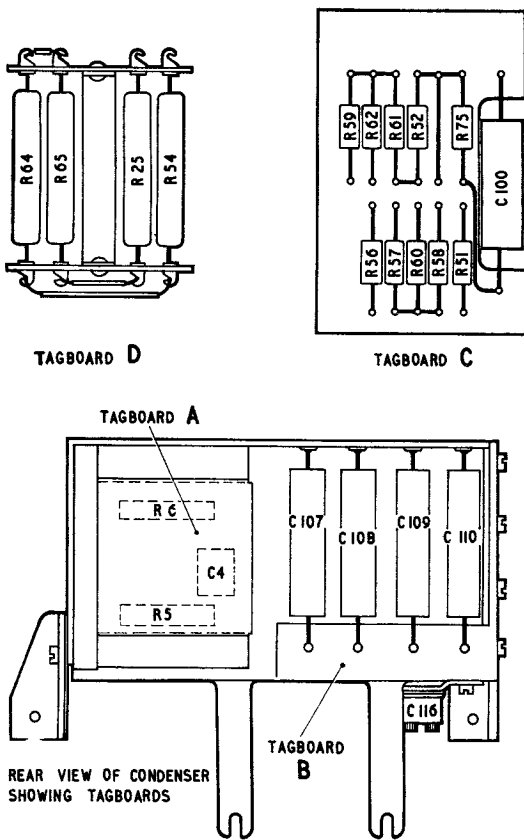 R64
R65
R25
R54
TAGBOARD D
R59
R62
R61
R52
R75
C100
R56
R57
R60
R58
R51
TAGBOARD C
TAGBOARD A
R6
C4
R5
C107
C108
C109
C110
C116
TAGBOARD
B
REAR VIEW OF CONDENSER
SHOWING TAGBOARDS